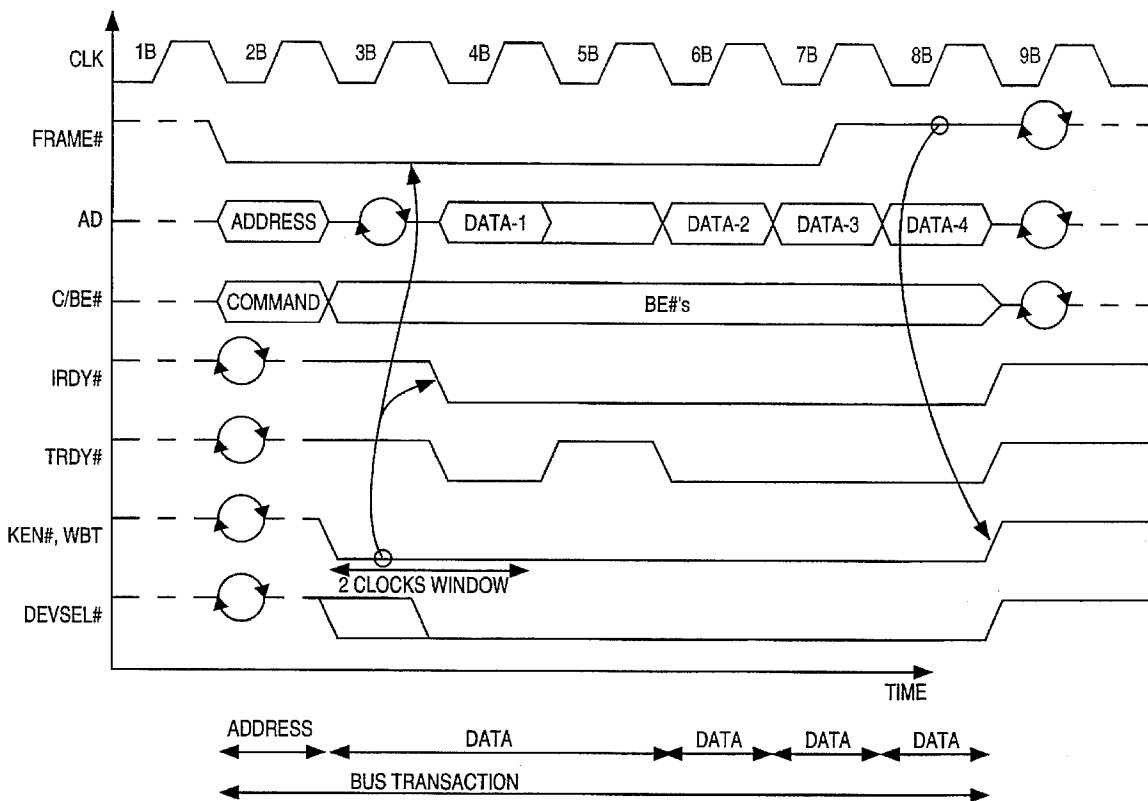 CLK 1B 2B 3B 4B 5B 6B 7B 8B 9B
FRAME#
AD ADDRESS DATA-1 DATA-2 DATA-3 DATA-4
C/BE# COMMAND BE#'s
IRDY#
TRDY#
KEN#, WBT
2 CLOCKS WINDOW
DEVSEL#
TIME
ADDRESS DATA DATA DATA DATA
BUS TRANSACTION